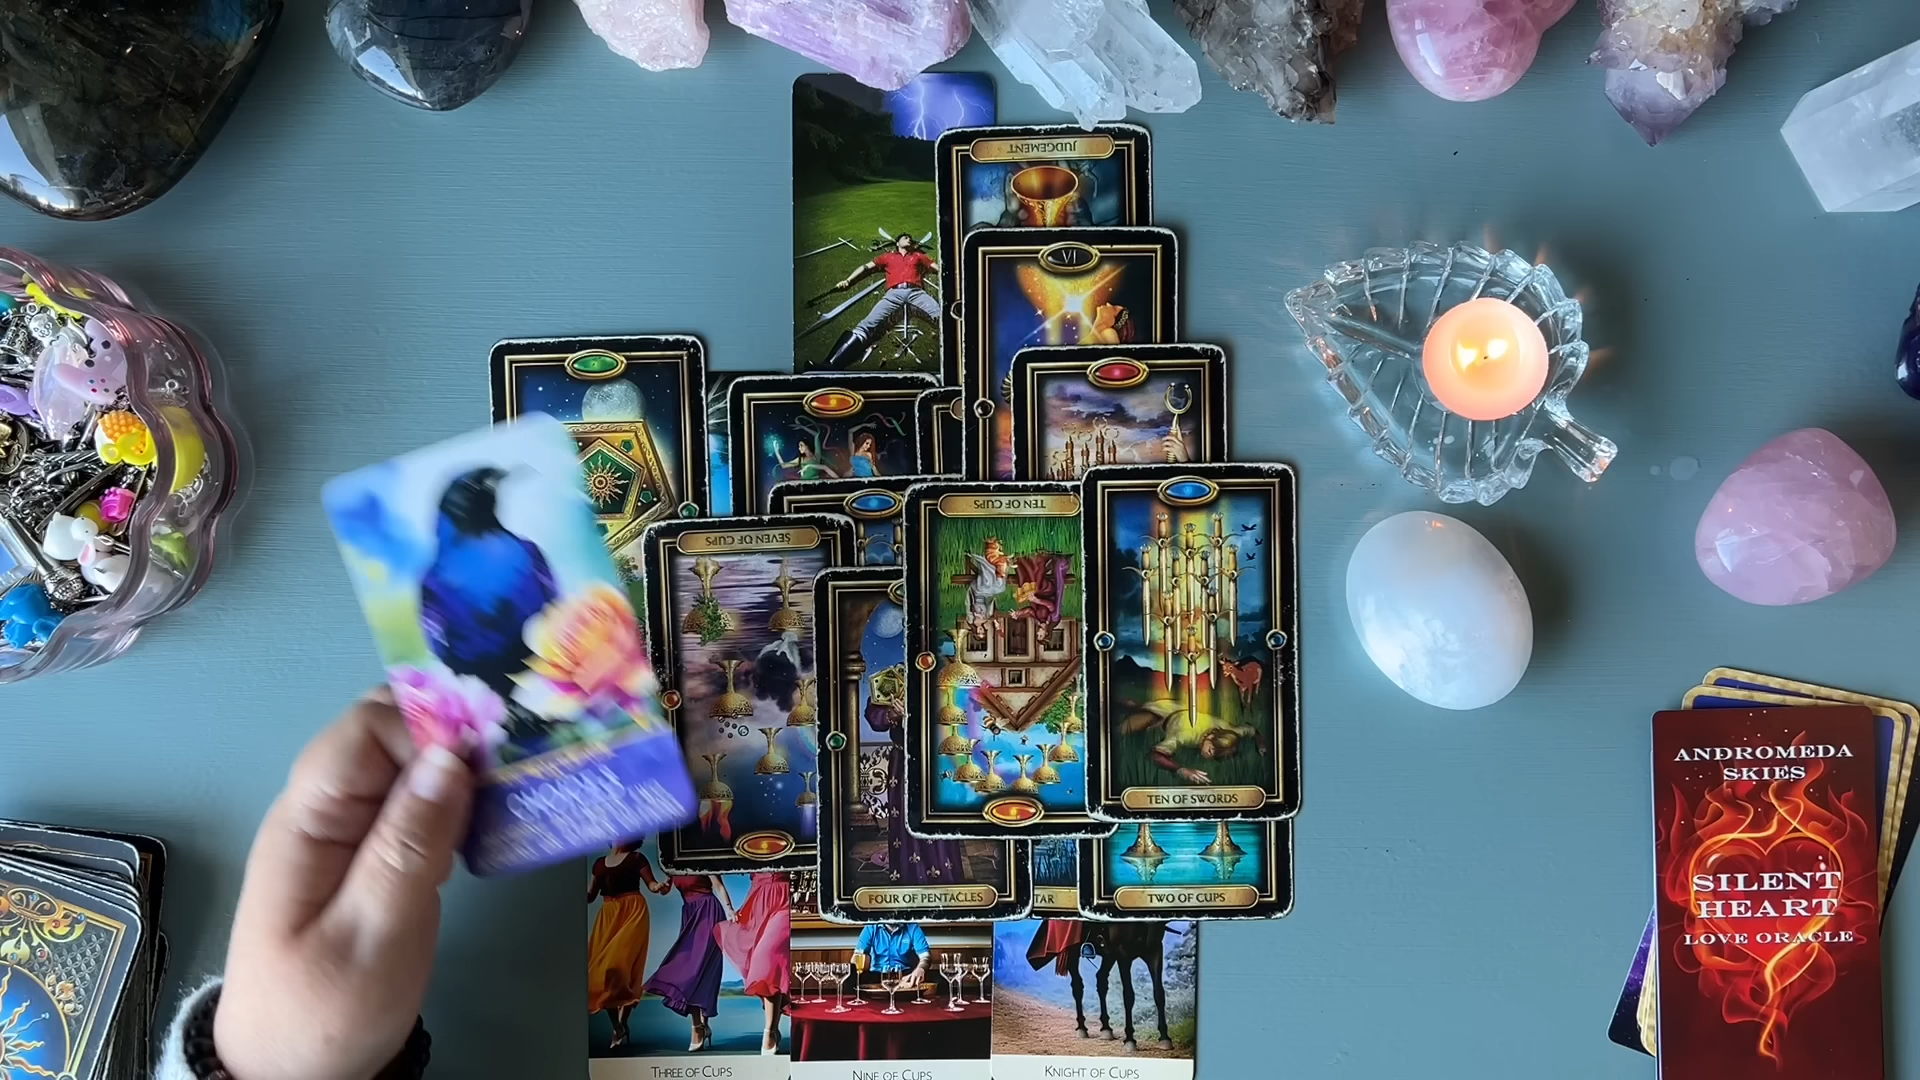 JUDGEMENT
VI
TEN OF CUPS
SEVEN OF CUPS
TEN OF SWORDS
FOUR OF PENTACLES
TAR
TWO OF CUPS
THREE OF CUPS
NINE OF CUPS
KNIGHT OF CUPS
ANDROMEDA
SKIES
SILENT
HEART
LOVE ORACLE